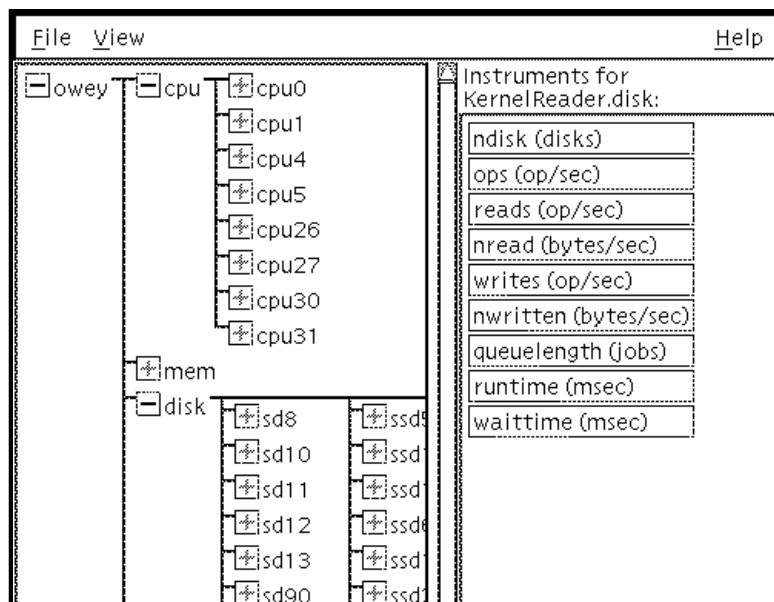 File View Help
owey cpu cpu0
cpu1
cpu4
cpu5
cpu26
cpu27
cpu30
cpu31
mem
disk
sd8
sd10
sd11
sd12
sd13
sd90
Instruments for
KernelReader.disk:
ndisk (disks)
ops (op/sec)
reads (op/sec)
nread (bytes/sec)
writes (op/sec)
nwritten (bytes/sec)
queuelength (jobs)
runtime (msec)
waittime (msec)